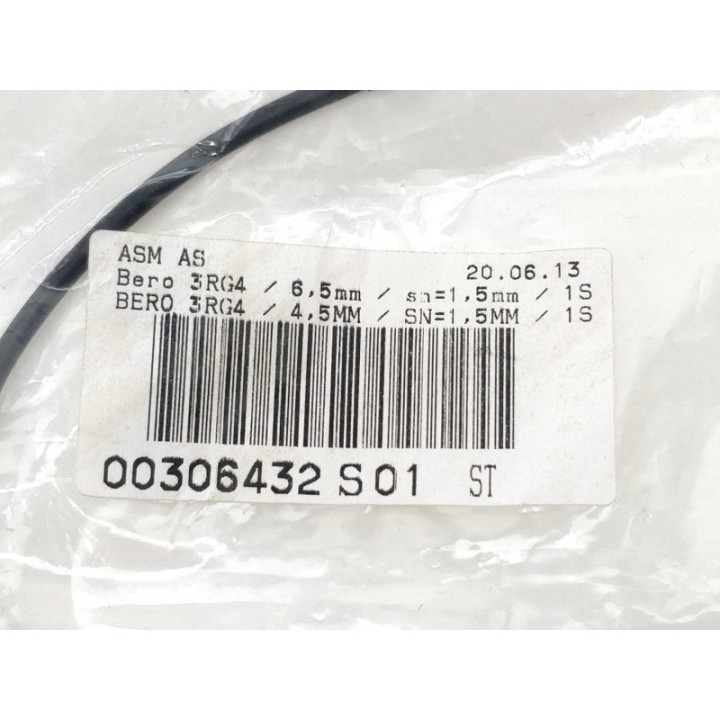 ASM AS 20.06.13
Bero 3RG4 / 6,5mm / sn=1,5mm / 1S
BERO 3RG4 / 4,5MM / SN=1,5MM / 1S
00306432 S 01 ST